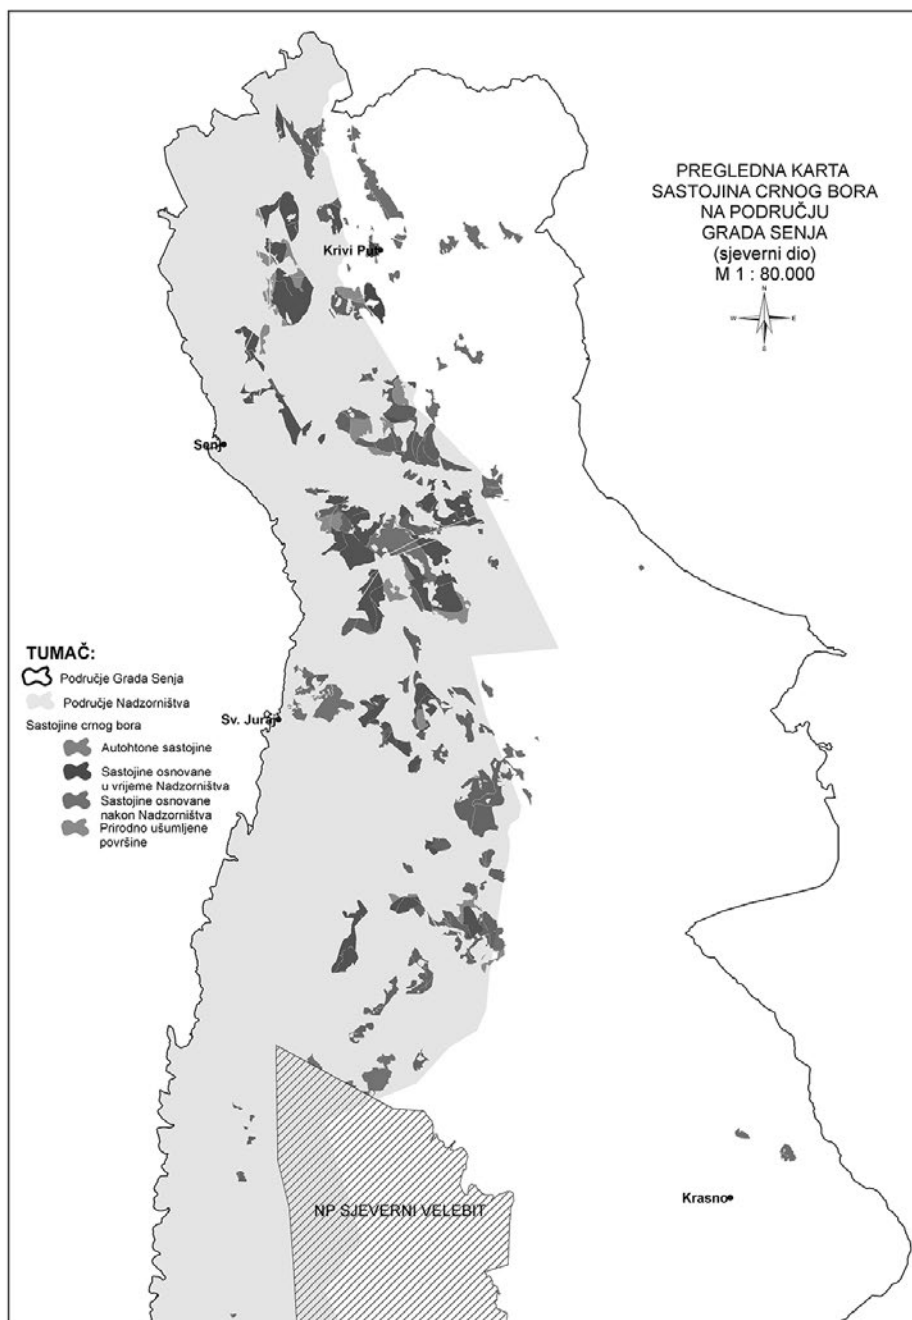 PREGLEDNA KARTA
SASTOJINA CRNOG BORA
NA PODRUČJU
GRADA SENJA
(sjeverni dio)
M 1 : 80.000
N
W
E
S
Krivi Put
Senj
TUMAČ:
Područje Grada Senja
Područje Nadzorništva
Sastojine crnog bora
Autohtone sastojine
Sastojine osnovane
u vrijeme Nadzorništva
Sastojine osnovane
nakon Nadzorništva
Prirodno ušumljene
površine
Sv. Juraj
Krasno
NP SJEVERNI VELEBIT